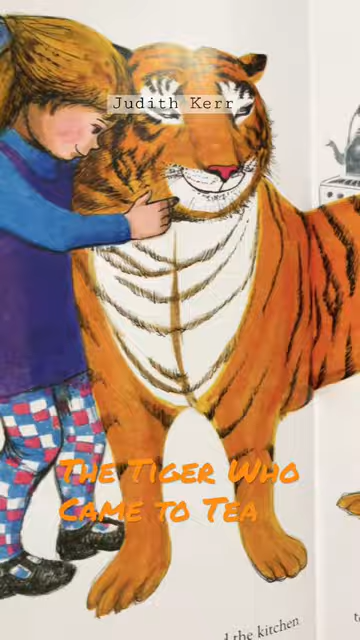 Judith Kerr
The Tiger Who
Came to Tea
the kitchen